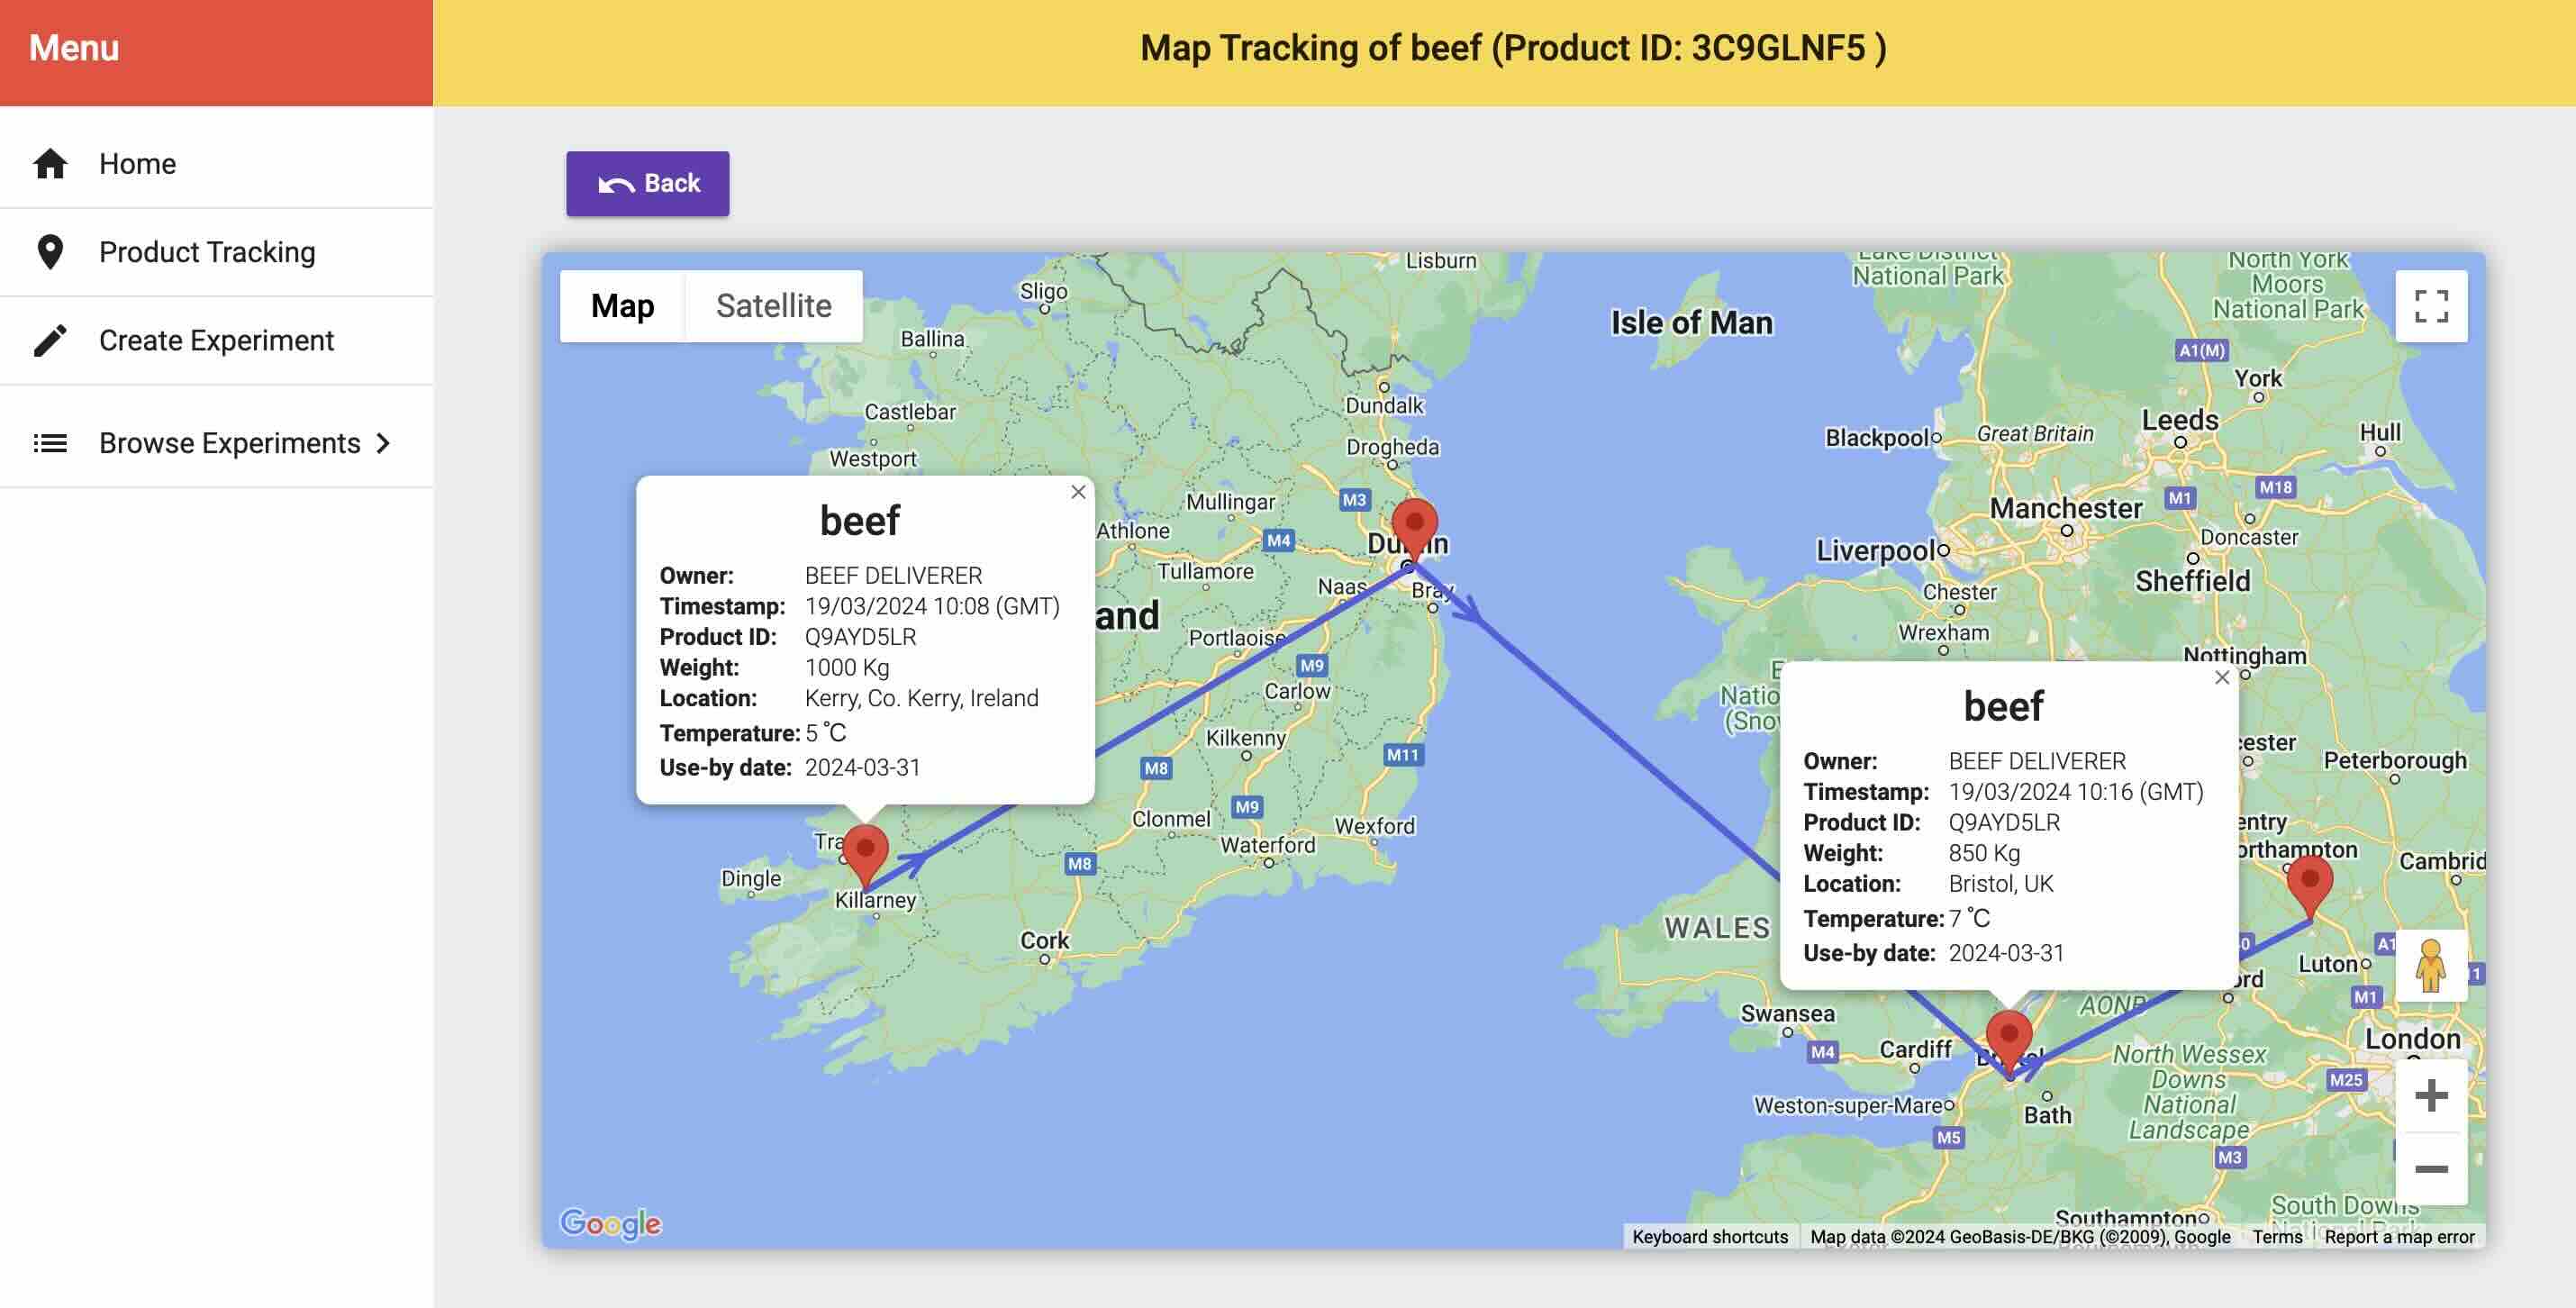 Menu
Map Tracking of beef (Product ID: 3C9GLNF5 )
Home
Product Tracking
Create Experiment
Browse Experiments
Back
Map
Satellite
Sligo
Ballina
Castlebar
Westport
Lisburn
Dundalk
Drogheda
Isle of Man
National Park
North York
Moors
National Park
A1(M)
York
Leeds
Hull
Blackpool
Great Britain
M1
M18
Manchester
Doncaster
Liverpool
Sheffield
Chester
Wrexham
Nottingham
Mullingar
M3
Athlone
M4
Tullamore
Naas
Bray
Portlaoise
M9
Carlow
Kilkenny
M11
M8
M9
Clonmel
Wexford
Waterford
M8
Dingle
Killarney
Cork
beef
Owner: BEEF DELIVERER
Timestamp: 19/03/2024 10:08 (GMT)
Product ID: Q9AYD5LR
Weight: 1000 Kg
Location: Kerry, Co. Kerry, Ireland
Temperature: 5 °C
Use-by date: 2024-03-31
beef
Owner: BEEF DELIVERER
Timestamp: 19/03/2024 10:16 (GMT)
Product ID: Q9AYD5LR
Weight: 850 Kg
Location: Bristol, UK
Temperature: 7 °C
Use-by date: 2024-03-31
Peterborough
WALES
Luton
M1
Swansea
M4
Cardiff
AONB
London
North Wessex
Downs
National
Landscape
M25
Weston-super-Mare
Bath
M5
M3
South Downs
Southampton
Google
Keyboard shortcuts
Map data ©2024 GeoBasis-DE/BKG (©2009), Google
Terms
Report a map error